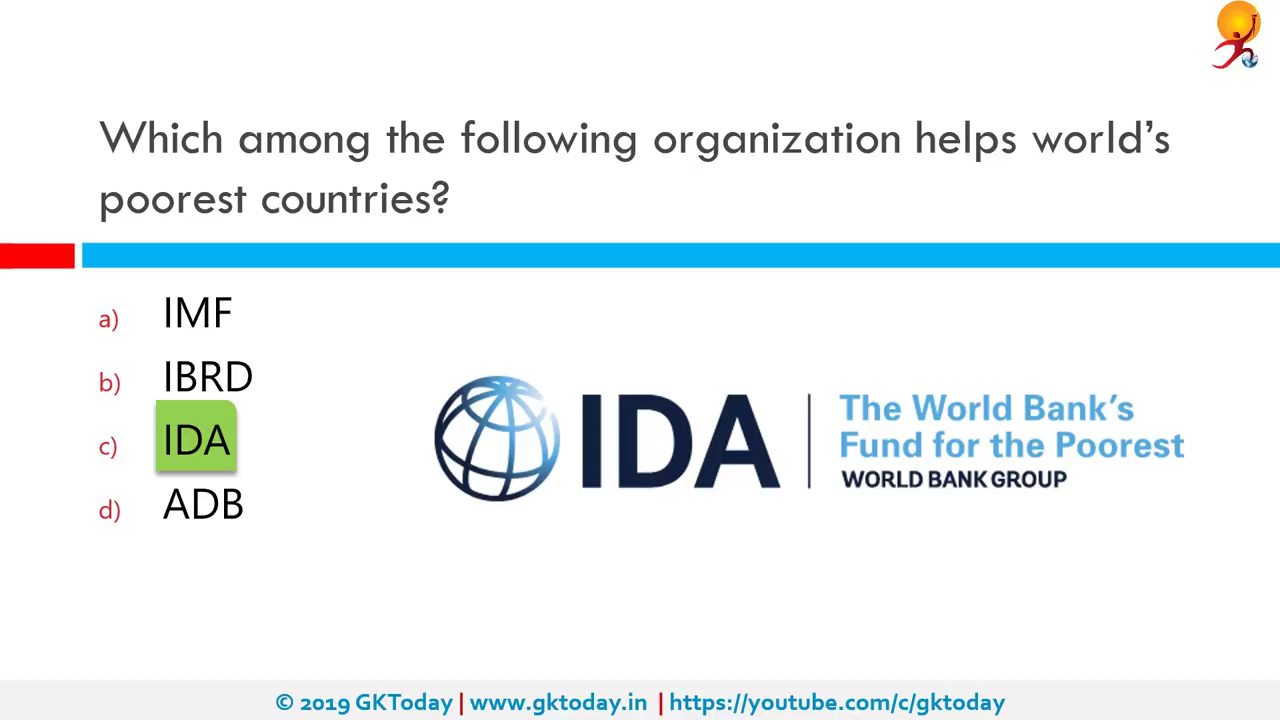 Which among the following organization helps world’s
poorest countries?
a) IMF
b) IBRD
c) IDA
d) ADB
IDA
The World Bank's
Fund for the Poorest
WORLD BANK GROUP
© 2019 GKToday | www.gktoday.in | https://youtube.com/c/gktoday